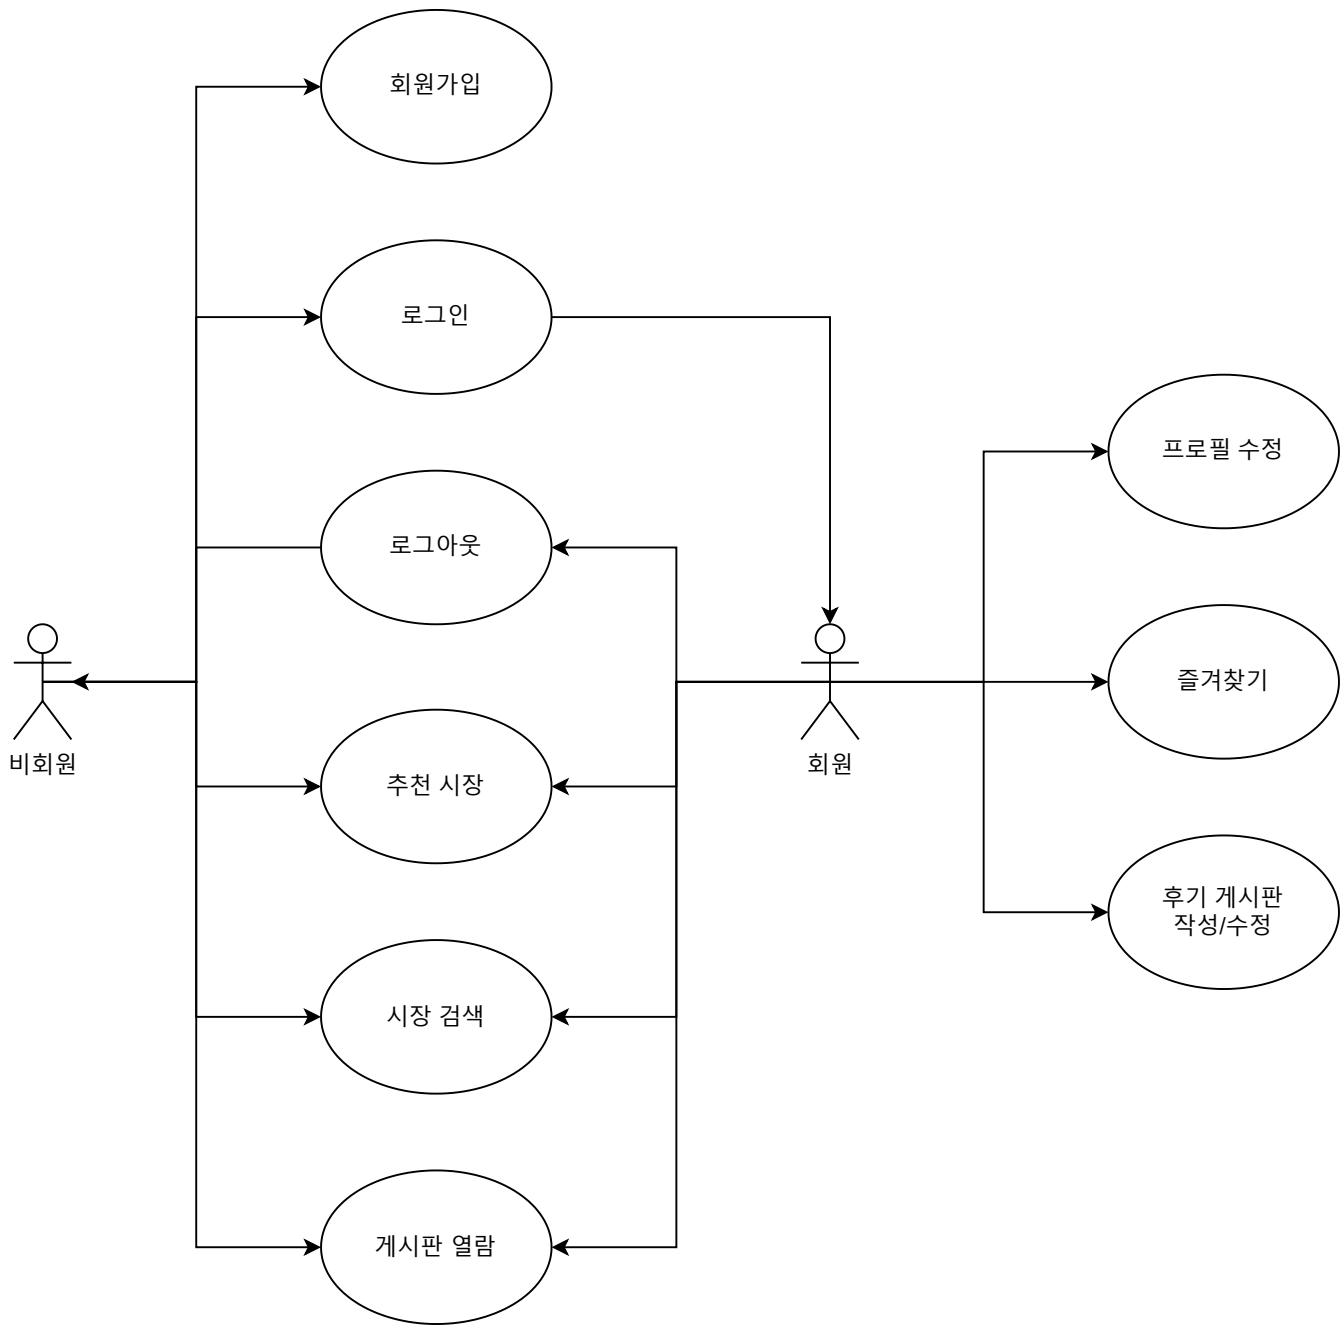 회원가입
로그인
로그아웃
비회원
추천 시장
시장 검색
게시판 열람
회원
프로필 수정
즐겨찾기
후기 게시판
작성/수정